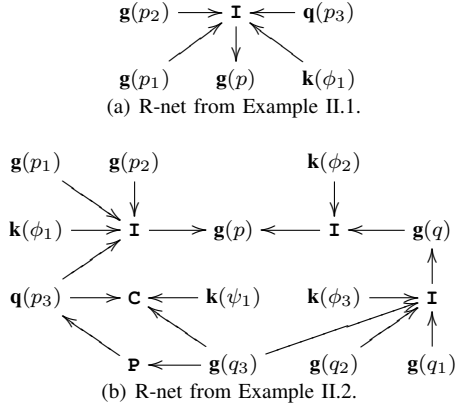 g(p₂) I q(p₃)
g(p₁) g(p) k(ϕ₁)
(a) R-net from Example II.1.
g(p₁) g(p₂) k(ϕ₂)
k(ϕ₁) I g(p) I g(q)
q(p₃) C k(ψ₁) k(ϕ₃) I
P g(q₃) g(q₂) g(q₁)
(b) R-net from Example II.2.